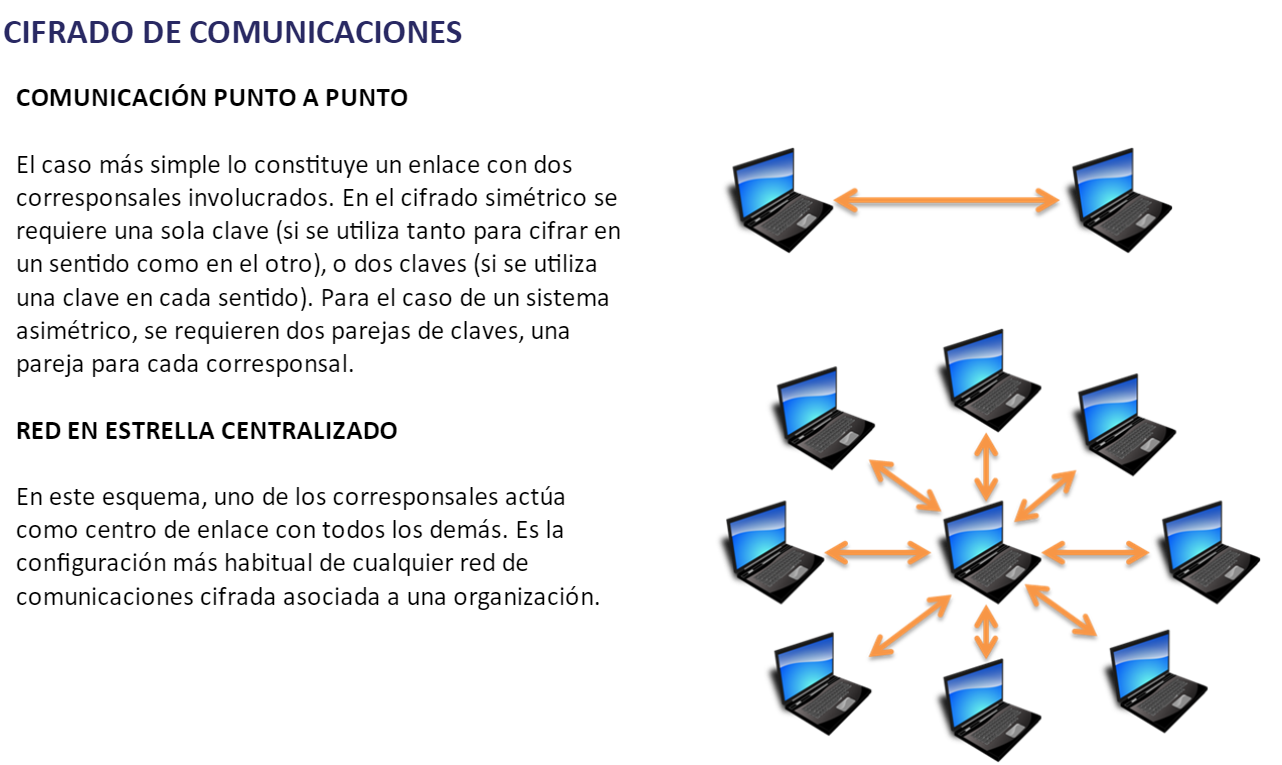 CIFRADO DE COMUNICACIONES
COMUNICACIÓN PUNTO A PUNTO
El caso más simple lo constituye un enlace con dos
corresponsales involucrados. En el cifrado simétrico se
requiere una sola clave (si se utiliza tanto para cifrar en
un sentido como en el otro), o dos claves (si se utiliza
una clave en cada sentido). Para el caso de un sistema
asimétrico, se requieren dos parejas de claves, una
pareja para cada corresponsal.
RED EN ESTRELLA CENTRALIZADO
En este esquema, uno de los corresponsales actúa
como centro de enlace con todos los demás. Es la
configuración más habitual de cualquier red de
comunicaciones cifrada asociada a una organización.